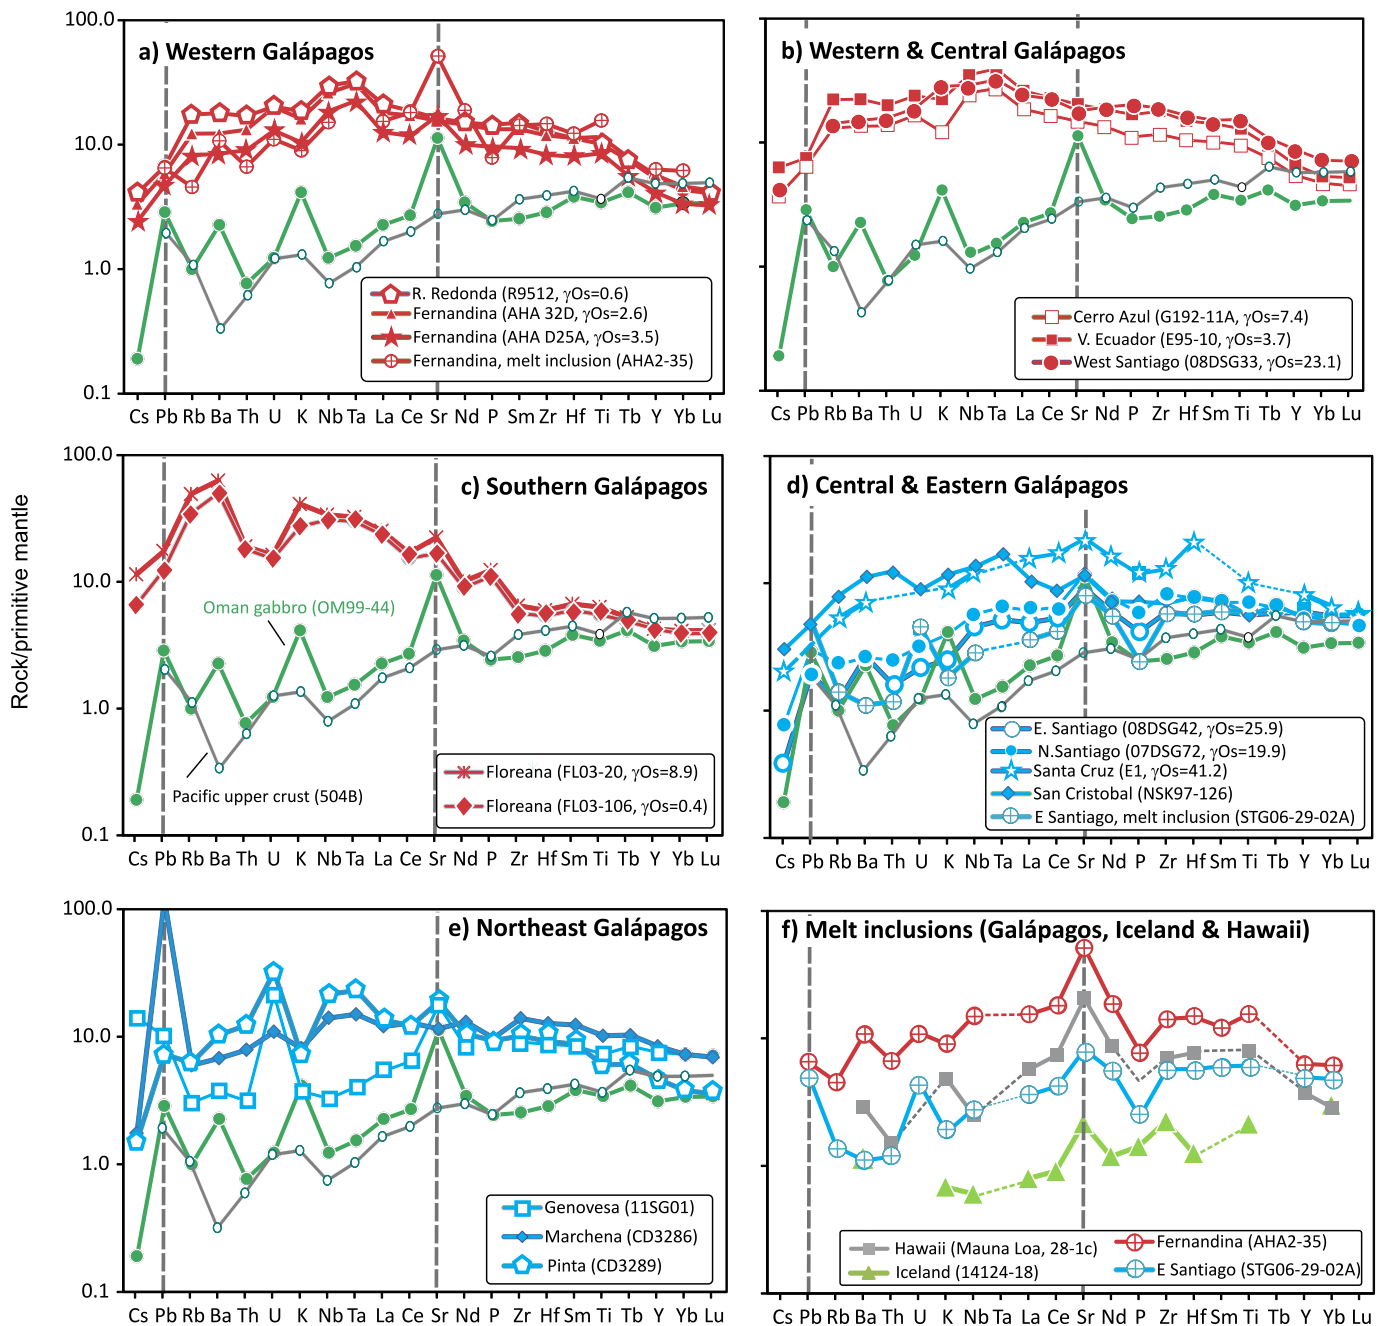 100.0
10.0
1.0
0.1
a) Western Galápagos
R. Redonda (R9512, γOs=0.6)
Fernandina (AHA 32D, γOs=2.6)
Fernandina (AHA D25A, γOs=3.5)
Fernandina, melt inclusion (AHA2-35)
Cs Pb Rb Ba Th U K Nb Ta La Ce Sr Nd P Sm Zr Hf Ti Tb Y Yb Lu
b) Western & Central Galápagos
Cerro Azul (G192-11A, γOs=7.4)
V. Ecuador (E95-10, γOs=3.7)
West Santiago (08DSG33, γOs=23.1)
Cs Pb Rb Ba Th U K Nb Ta La Ce Sr Nd P Zr Hf Sm Ti Tb Y Yb Lu
Rock/primitive mantle
100.0
10.0
1.0
0.1
c) Southern Galápagos
Oman gabbro (OM99-44)
Pacific upper crust (504B)
Floreana (FL03-20, γOs=8.9)
Floreana (FL03-106, γOs=0.4)
Cs Pb Rb Ba Th U K Nb Ta La Ce Sr Nd P Zr Hf Sm Ti Tb Y Yb Lu
d) Central & Eastern Galápagos
E. Santiago (08DSG42, γOs=25.9)
N.Santiago (07DSG72, γOs=19.9)
Santa Cruz (E1, γOs=41.2)
San Cristobal (NSK97-126)
E Santiago, melt inclusion (STG06-29-02A)
Cs Pb Rb Ba Th U K Nb Ta La Ce Sr Nd P Zr Hf Sm Ti Tb Y Yb Lu
100.0
10.0
1.0
0.1
e) Northeast Galápagos
Genovesa (11SG01)
Marchena (CD3286)
Pinta (CD3289)
Cs Pb Rb Ba Th U K Nb Ta La Ce Sr Nd P Zr Hf Sm Ti Tb Y Yb Lu
f) Melt inclusions (Galápagos, Iceland & Hawaii)
Hawaii (Mauna Loa, 28-1c)
Iceland (14124-18)
Fernandina (AHA2-35)
E Santiago (STG06-29-02A)
Cs Pb Rb Ba Th U K Nb Ta La Ce Sr Nd P Zr Hf Sm Ti Tb Y Yb Lu